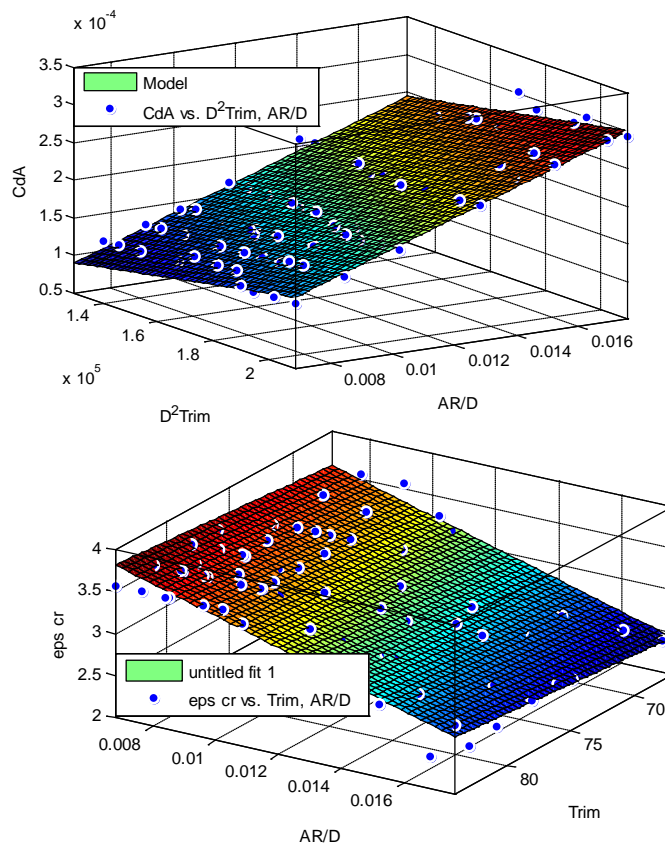 x 10^-4
3.5
3
2.5
2
1.5
1
0.5
CdA
Model
CdA vs. D²Trim, AR/D
1.4
1.6
1.8
2
x 10^5
D²Trim
0.008
0.01
0.012
0.014
0.016
AR/D
4
3.5
3
2.5
2
eps cr
untitled fit 1
eps cr vs. Trim, AR/D
0.008
0.01
0.012
0.014
0.016
AR/D
70
75
80
Trim